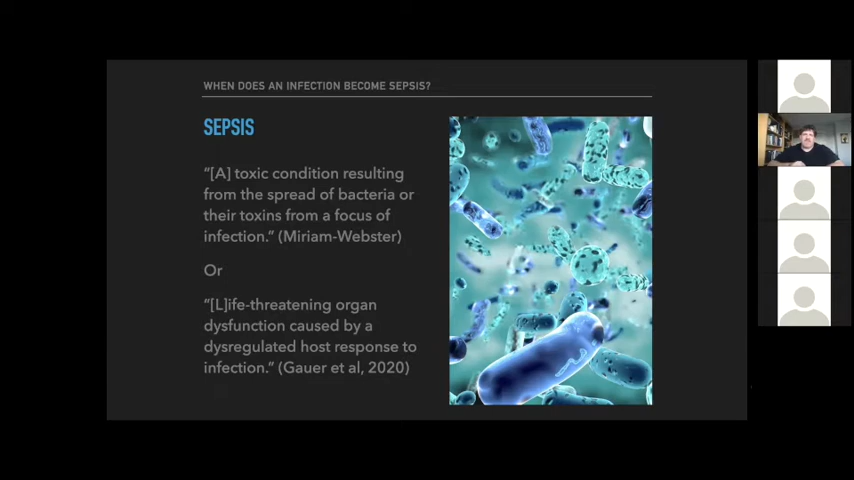 WHEN DOES AN INFECTION BECOME SEPSIS?
SEPSIS
“[A] toxic condition resulting
from the spread of bacteria or
their toxins from a focus of
infection.” (Miriam-Webster)
Or
“[L]ife-threatening organ
dysfunction caused by a
dysregulated host response to
infection.” (Gauer et al, 2020)